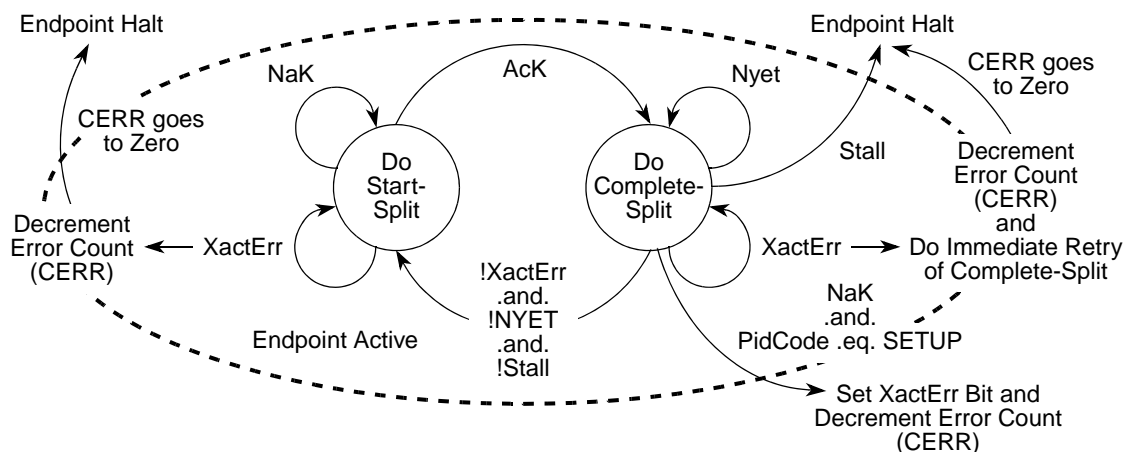 Endpoint Halt
Endpoint Halt
NaK
AcK
Nyet
CERR goes
to Zero
CERR goes
to Zero
Do
Start-
Split
Do
Complete-
Split
Stall
Decrement
Error Count
(CERR)
and
Do Immediate Retry
of Complete-Split
Decrement
Error Count
(CERR)
XactErr
XactErr
!XactErr
.and.
!NYET
.and.
!Stall
NaK
.and.
PidCode .eq. SETUP
Endpoint Active
Set XactErr Bit and
Decrement Error Count
(CERR)